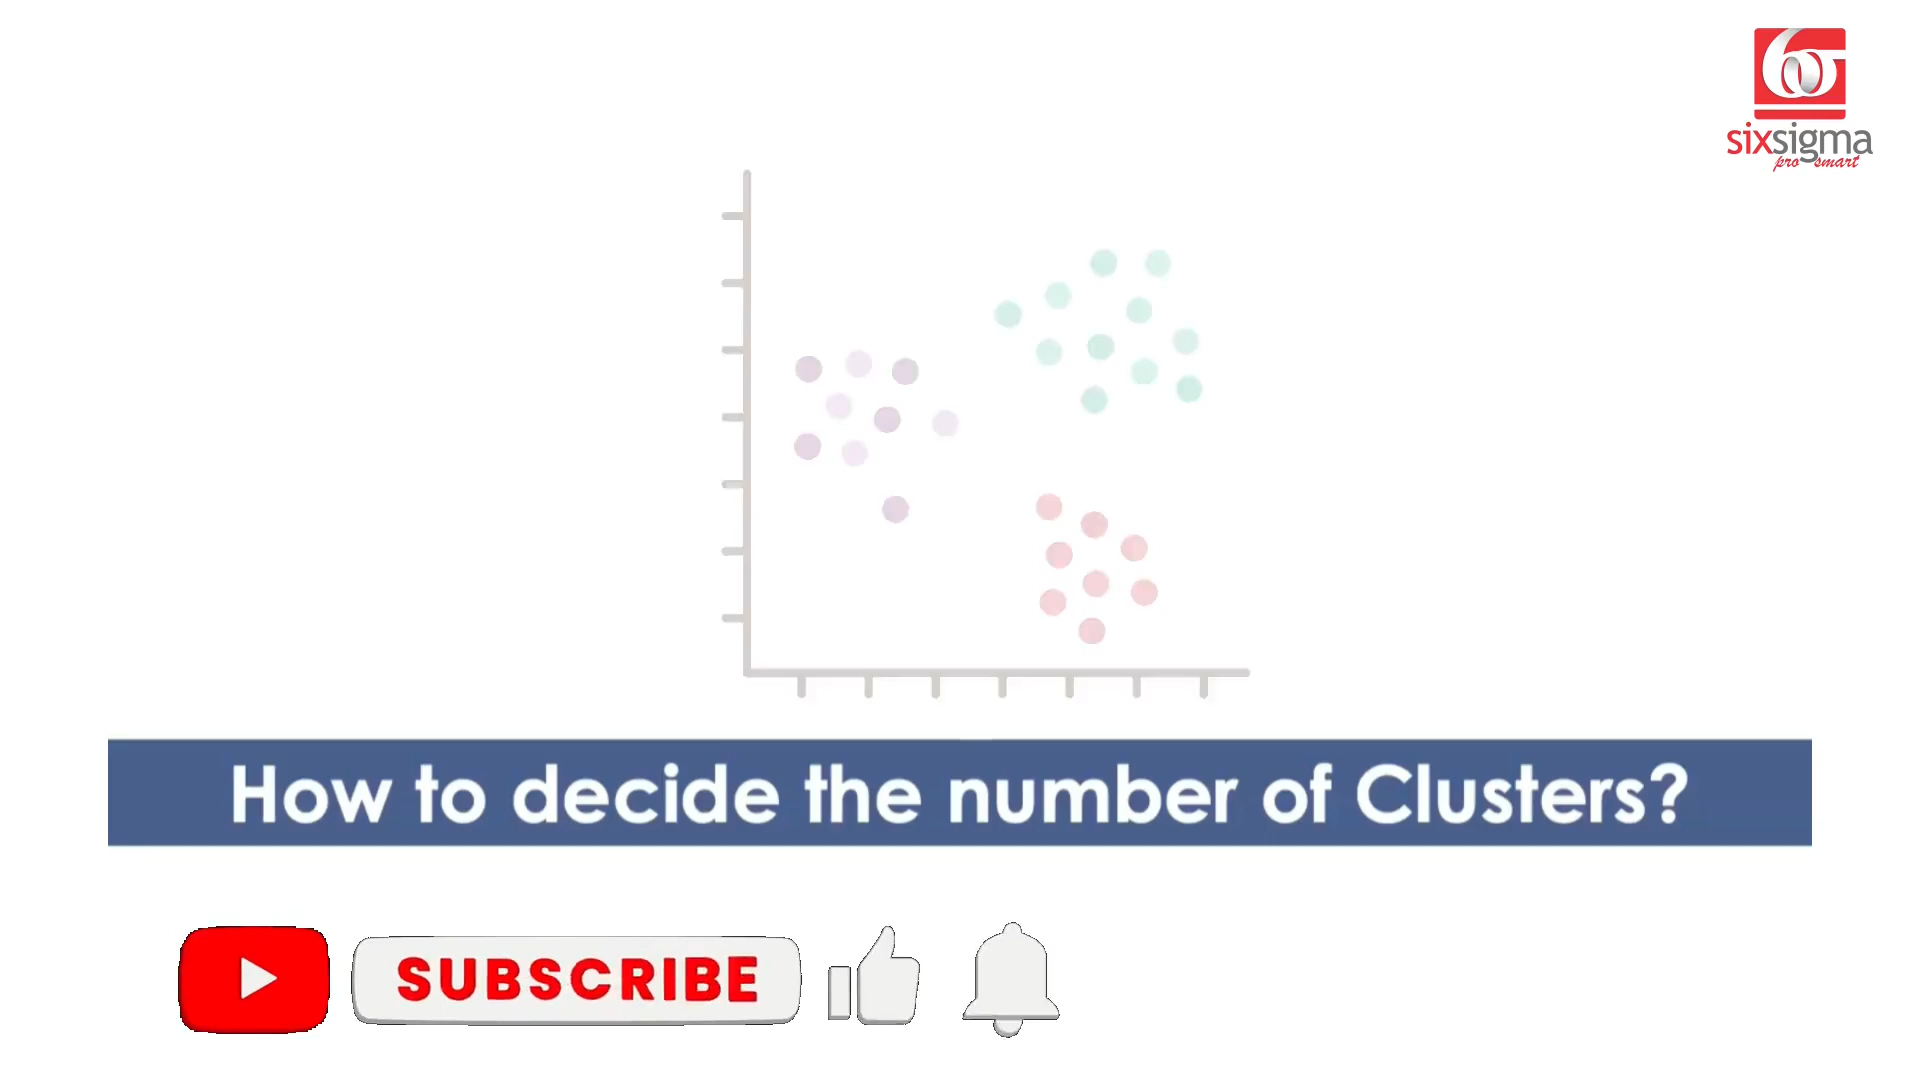 sixsigma
pro smart
How to decide the number of Clusters?
SUBSCRIBE